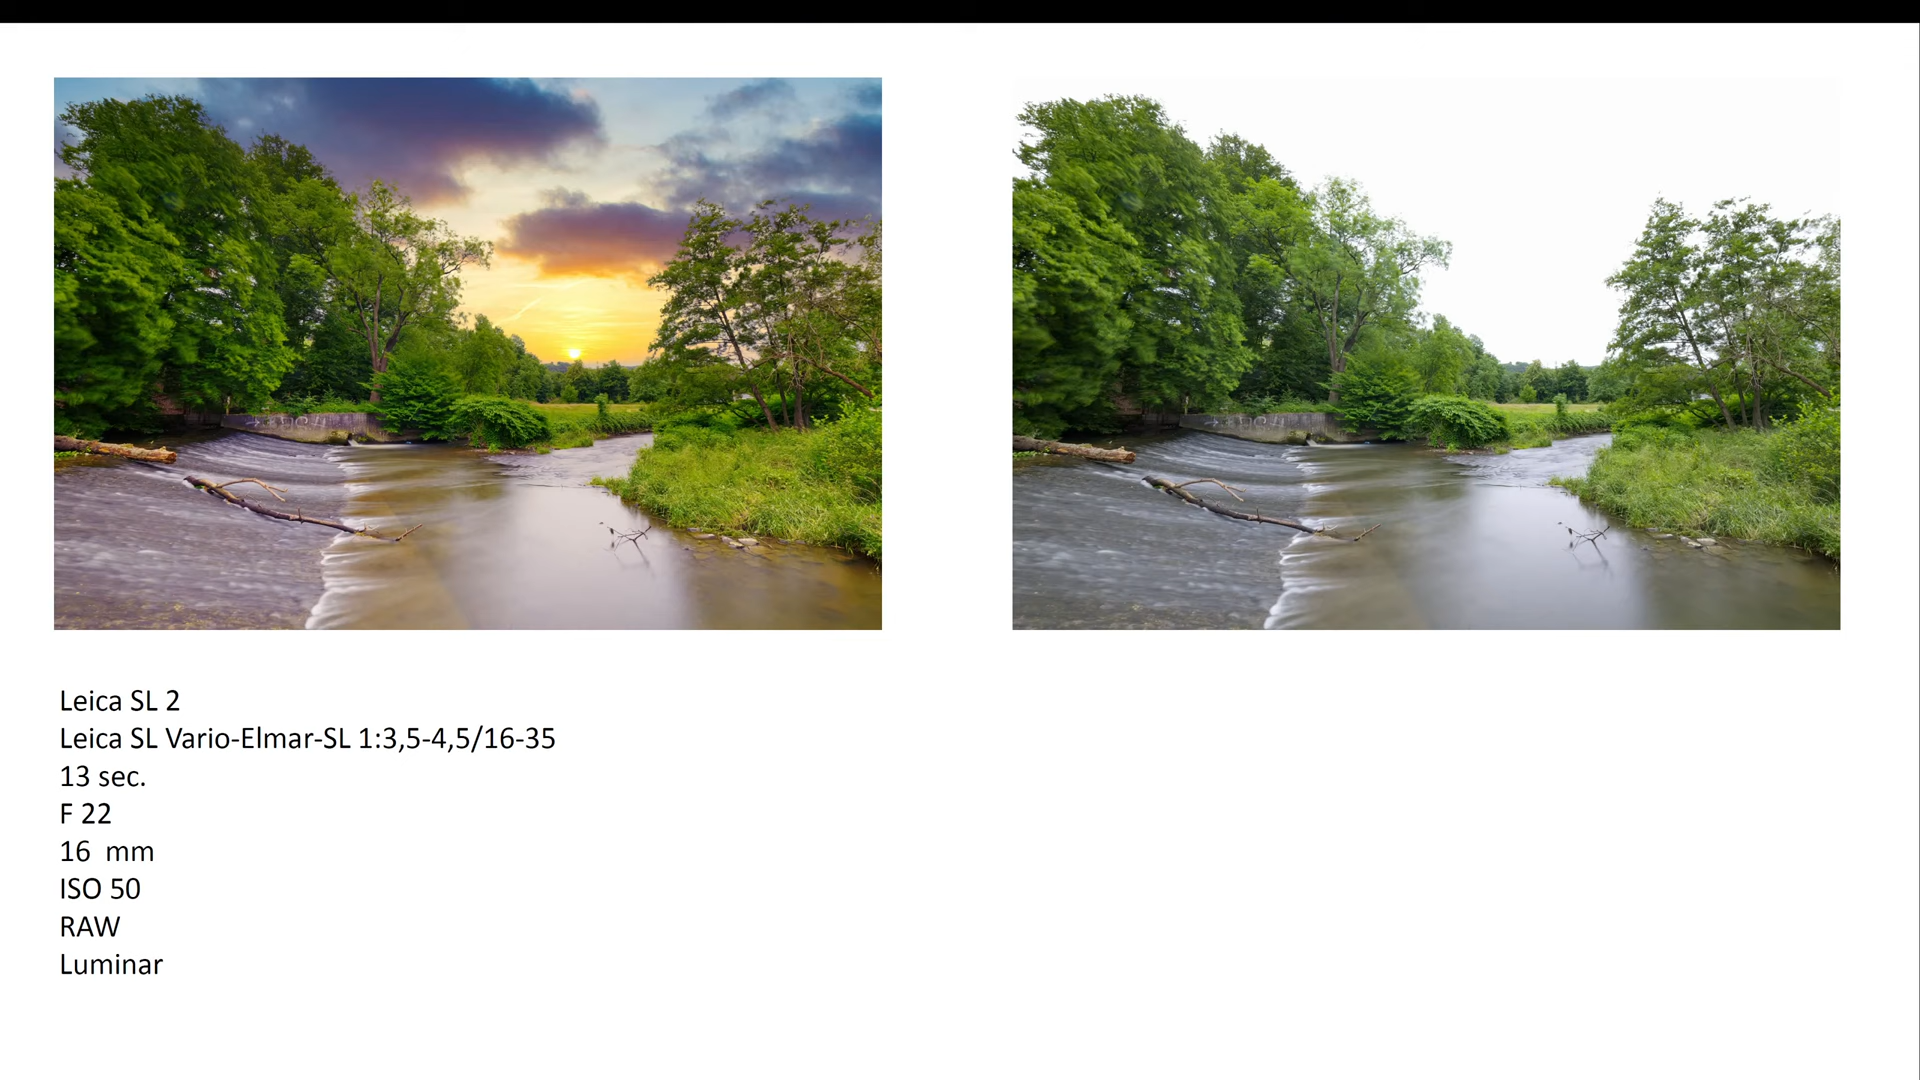 Leica SL 2
Leica SL Vario-Elmar-SL 1:3,5-4,5/16-35
13 sec.
F 22
16  mm
ISO 50
RAW
Luminar